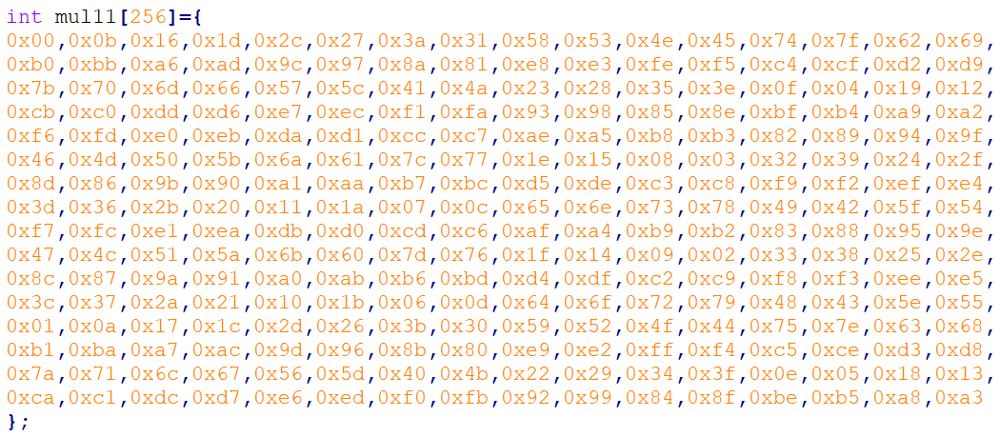 int mul11[256]={
0x00,0x0b,0x16,0x1d,0x2c,0x27,0x3a,0x31,0x58,0x53,0x4e,0x45,0x74,0x7f,0x62,0x69,
0xb0,0xbb,0xa6,0xad,0x9c,0x97,0x8a,0x81,0xe8,0xe3,0xfe,0xf5,0xc4,0xcf,0xd2,0xd9,
0x7b,0x70,0x6d,0x66,0x57,0x5c,0x41,0x4a,0x23,0x28,0x35,0x3e,0x0f,0x04,0x19,0x12,
0xcb,0xc0,0xdd,0xd6,0xe7,0xec,0xf1,0xfa,0x93,0x98,0x85,0x8e,0xbf,0xb4,0xa9,0xa2,
0xf6,0xfd,0xe0,0xeb,0xda,0xd1,0xcc,0xc7,0xae,0xa5,0xb8,0xb3,0x82,0x89,0x94,0x9f,
0x46,0x4d,0x50,0x5b,0x6a,0x61,0x7c,0x77,0x1e,0x15,0x08,0x03,0x32,0x39,0x24,0x2f,
0x8d,0x86,0x9b,0x90,0xa1,0xaa,0xb7,0xbc,0xd5,0xde,0xc3,0xc8,0xf9,0xf2,0xef,0xe4,
0x3d,0x36,0x2b,0x20,0x11,0x1a,0x07,0x0c,0x65,0x6e,0x73,0x78,0x49,0x42,0x5f,0x54,
0xf7,0xfc,0xe1,0xea,0xdb,0xd0,0xcd,0xc6,0xaf,0xa4,0xb9,0xb2,0x83,0x88,0x95,0x9e,
0x47,0x4c,0x51,0x5a,0x6b,0x60,0x7d,0x76,0x1f,0x14,0x09,0x02,0x33,0x38,0x25,0x2e,
0x8c,0x87,0x9a,0x91,0xa0,0xab,0xb6,0xbd,0xd4,0xdf,0xc2,0xc9,0xf8,0xf3,0xee,0xe5,
0x3c,0x37,0x2a,0x21,0x10,0x1b,0x06,0x0d,0x64,0x6f,0x72,0x79,0x48,0x43,0x5e,0x55,
0x01,0x0a,0x17,0x1c,0x2d,0x26,0x3b,0x30,0x59,0x52,0x4f,0x44,0x75,0x7e,0x63,0x68,
0xb1,0xba,0xa7,0xac,0x9d,0x96,0x8b,0x80,0xe9,0xe2,0xff,0xf4,0xc5,0xce,0xd3,0xd8,
0x7a,0x71,0x6c,0x67,0x56,0x5d,0x40,0x4b,0x22,0x29,0x34,0x3f,0x0e,0x05,0x18,0x13,
0xca,0xc1,0xdc,0xd7,0xe6,0xed,0xf0,0xfb,0x92,0x99,0x84,0x8f,0xbe,0xb5,0xa8,0xa3
};